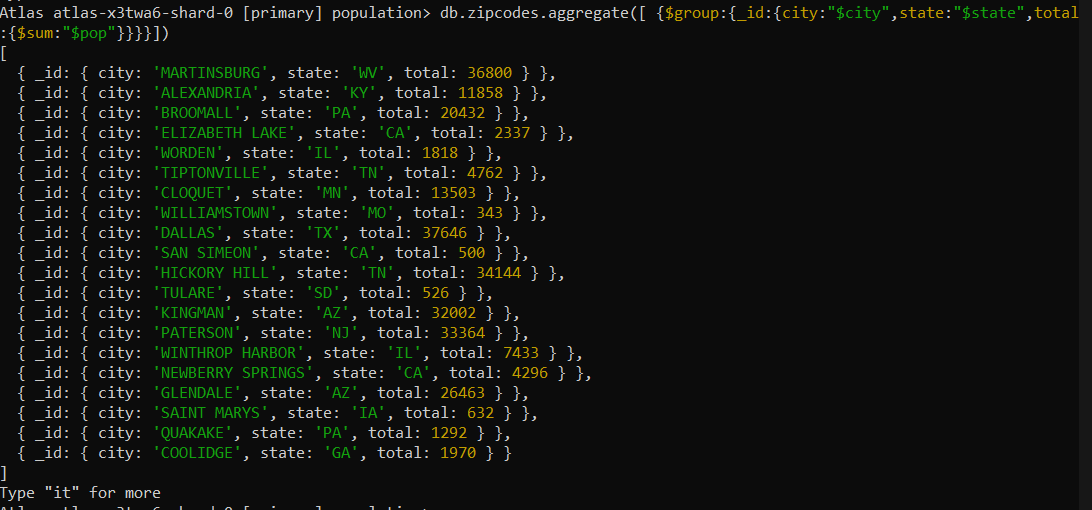 Atlas atlas-x3twa6-shard-0 [primary] population> db.zipcodes.aggregate([ {$group:{_id:{city:"$city",state:"$state",total
:{$sum:"$pop"}}}}])
[
  { _id: { city: 'MARTINSBURG', state: 'WV', total: 36800 } },
  { _id: { city: 'ALEXANDRIA', state: 'KY', total: 11858 } },
  { _id: { city: 'BROOMALL', state: 'PA', total: 20432 } },
  { _id: { city: 'ELIZABETH LAKE', state: 'CA', total: 2337 } },
  { _id: { city: 'WORDEN', state: 'IL', total: 1818 } },
  { _id: { city: 'TIPTONVILLE', state: 'TN', total: 4762 } },
  { _id: { city: 'CLOQUET', state: 'MN', total: 13503 } },
  { _id: { city: 'WILLIAMSTOWN', state: 'MO', total: 343 } },
  { _id: { city: 'DALLAS', state: 'TX', total: 37646 } },
  { _id: { city: 'SAN SIMEON', state: 'CA', total: 500 } },
  { _id: { city: 'HICKORY HILL', state: 'TN', total: 34144 } },
  { _id: { city: 'TULARE', state: 'SD', total: 526 } },
  { _id: { city: 'KINGMAN', state: 'AZ', total: 32002 } },
  { _id: { city: 'PATERSON', state: 'NJ', total: 33364 } },
  { _id: { city: 'WINTHROP HARBOR', state: 'IL', total: 7433 } },
  { _id: { city: 'NEWBERRY SPRINGS', state: 'CA', total: 4296 } },
  { _id: { city: 'GLENDALE', state: 'AZ', total: 26463 } },
  { _id: { city: 'SAINT MARYS', state: 'IA', total: 632 } },
  { _id: { city: 'QUAKAKE', state: 'PA', total: 1292 } },
  { _id: { city: 'COOLIDGE', state: 'GA', total: 1970 } }
]
Type "it" for more